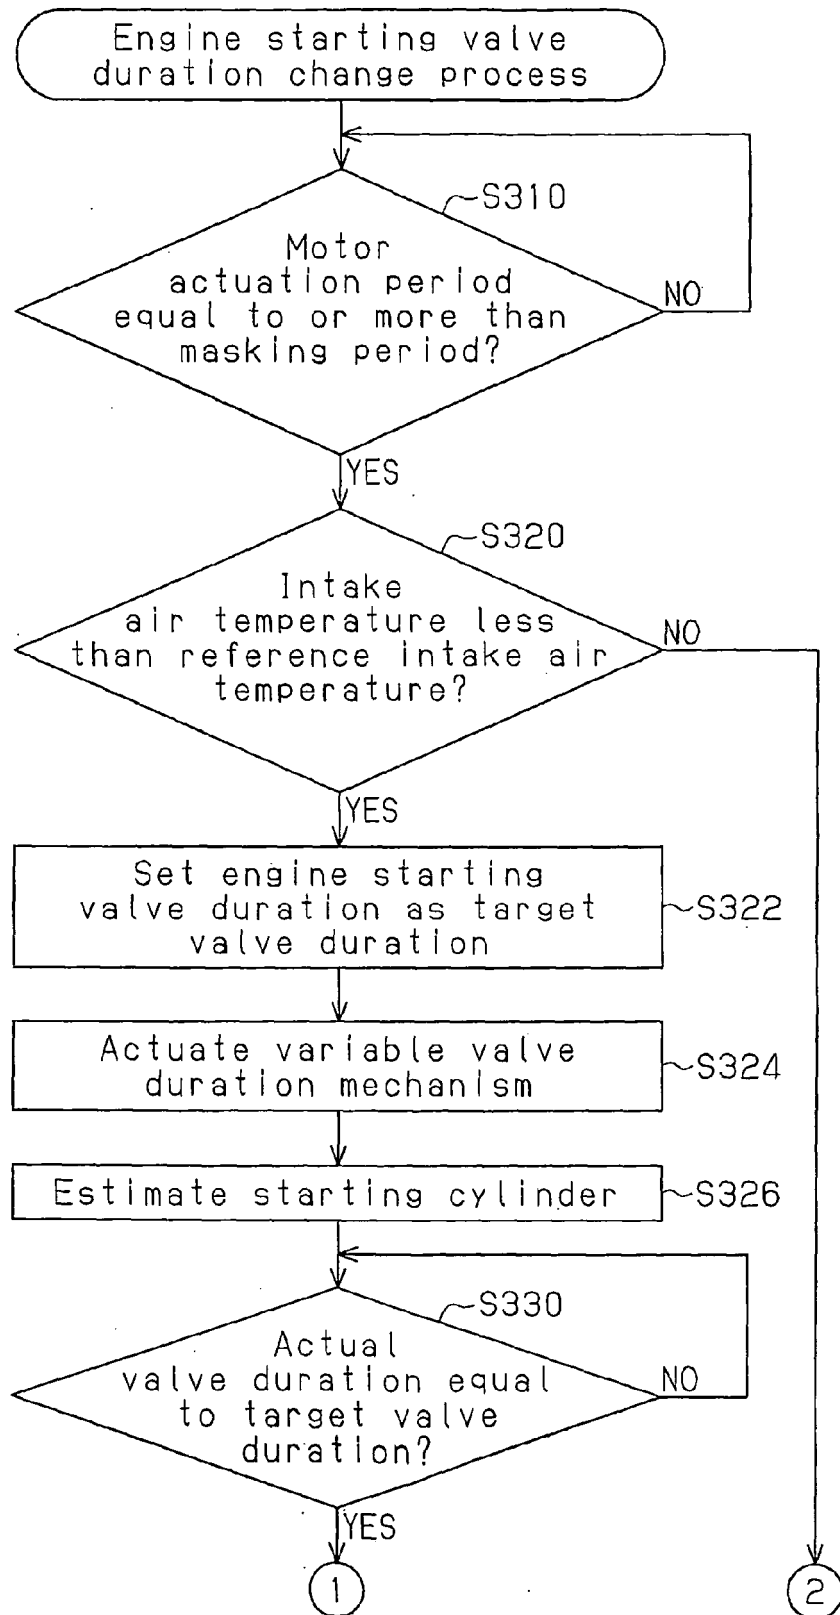 Engine starting valve
duration change process
S310
Motor
actuation period
equal to or more than
masking period?
NO
YES
S320
Intake
air temperature less
than reference intake air
temperature?
NO
YES
Set engine starting
valve duration as target
valve duration
S322
Actuate variable valve
duration mechanism
S324
Estimate starting cylinder
S326
S330
Actual
valve duration equal
to target valve
duration?
NO
YES
1
2